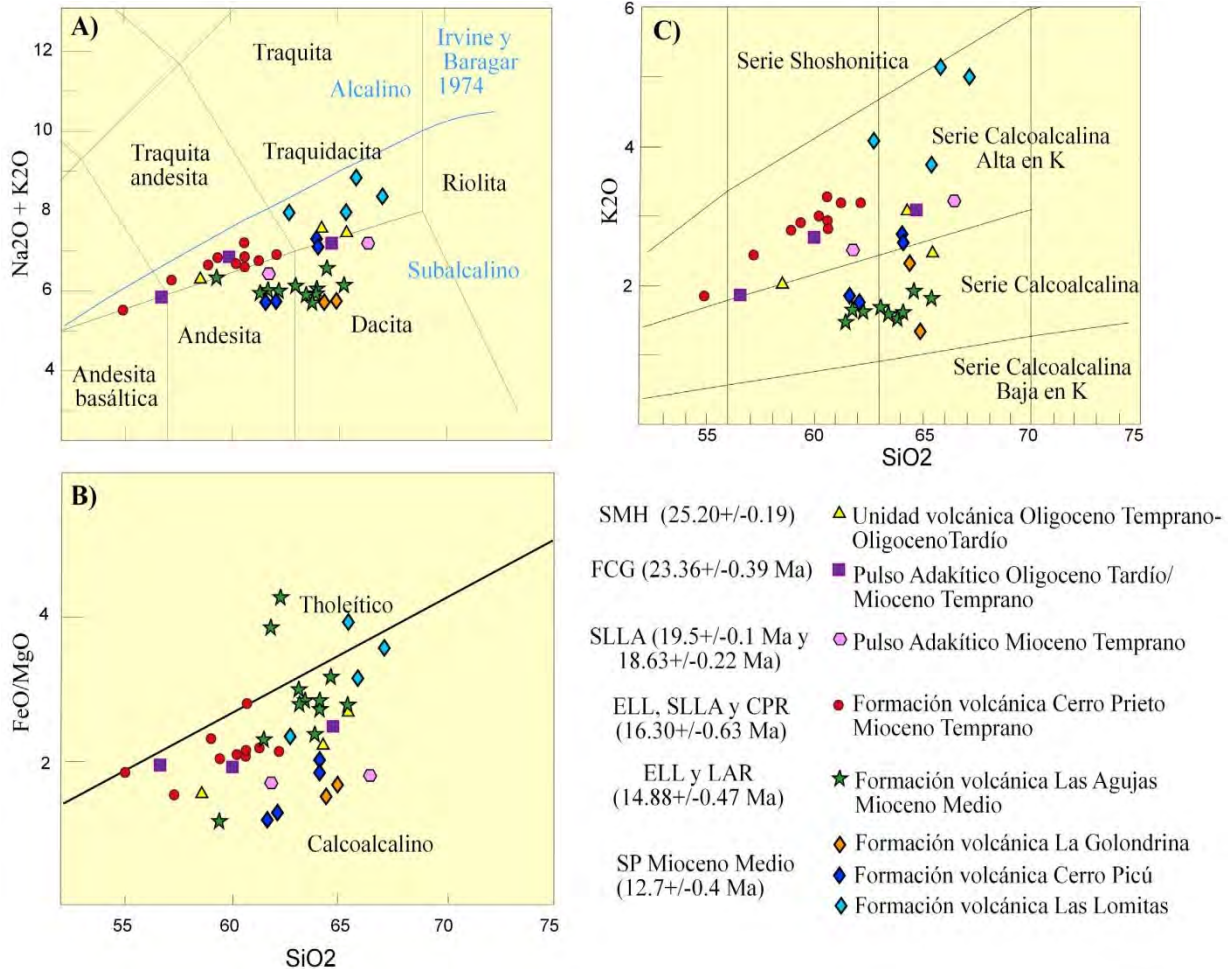 A)
Traquita
Irvine y
Baragar
1974
Alcalino
Traquita
andesita
Traquidacita
Riolita
Subalcalino
Andesita
Dacita
Andesita
basáltica
Na2O + K2O
12
10
8
6
4
C)
Serie Shoshonitica
Serie Calcoalcalina
Alta en K
Serie Calcoalcalina
Serie Calcoalcalina
Baja en K
K2O
6
4
2
55 60 65 70 75
SiO2
B)
Tholeítico
Calcoalcalino
FeO/MgO
4
2
55 60 65 70 75
SiO2
SMH (25.20+/-0.19)
Unidad volcánica Oligoceno Temprano-
OligocenoTardío
FCG (23.36+/-0.39 Ma)
Pulso Adakítico Oligoceno Tardío/
Mioceno Temprano
SLLA (19.5+/-0.1 Ma y
18.63+/-0.22 Ma)
Pulso Adakítico Mioceno Temprano
ELL, SLLA y CPR
(16.30+/-0.63 Ma)
Formación volcánica Cerro Prieto
Mioceno Temprano
ELL y LAR
(14.88+/-0.47 Ma)
Formación volcánica Las Agujas
Mioceno Medio
SP Mioceno Medio
(12.7+/-0.4 Ma)
Formación volcánica La Golondrina
Formación volcánica Cerro Picú
Formación volcánica Las Lomitas